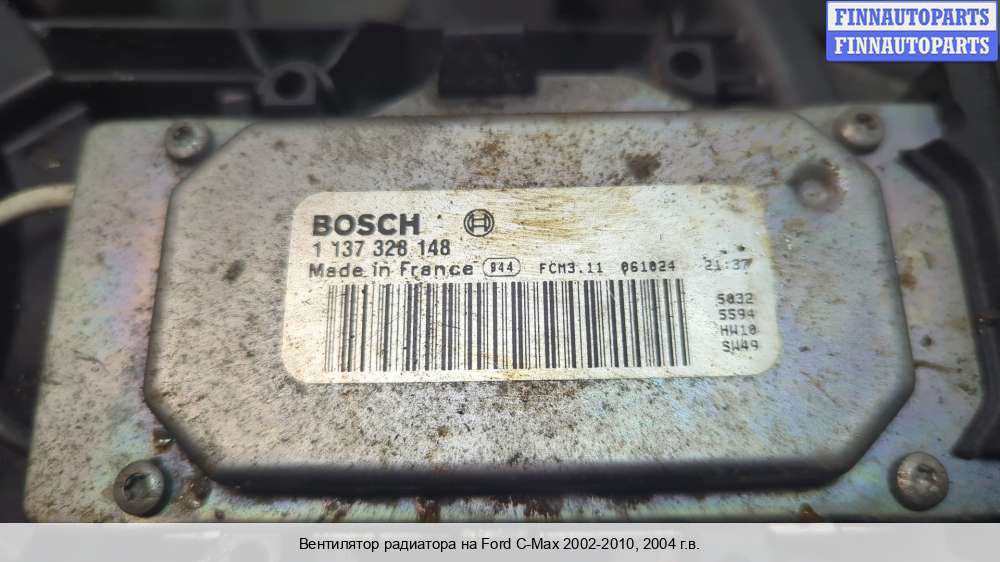 FINNAUTOPARTS
FINNAUTOPARTS
BOSCH
1 137 328 148
Made in France 944 FCM3.11 061024 21:37
5032
5594
HW10
SW49
Вентилятор радиатора на Ford C-Max 2002-2010, 2004 г.в.